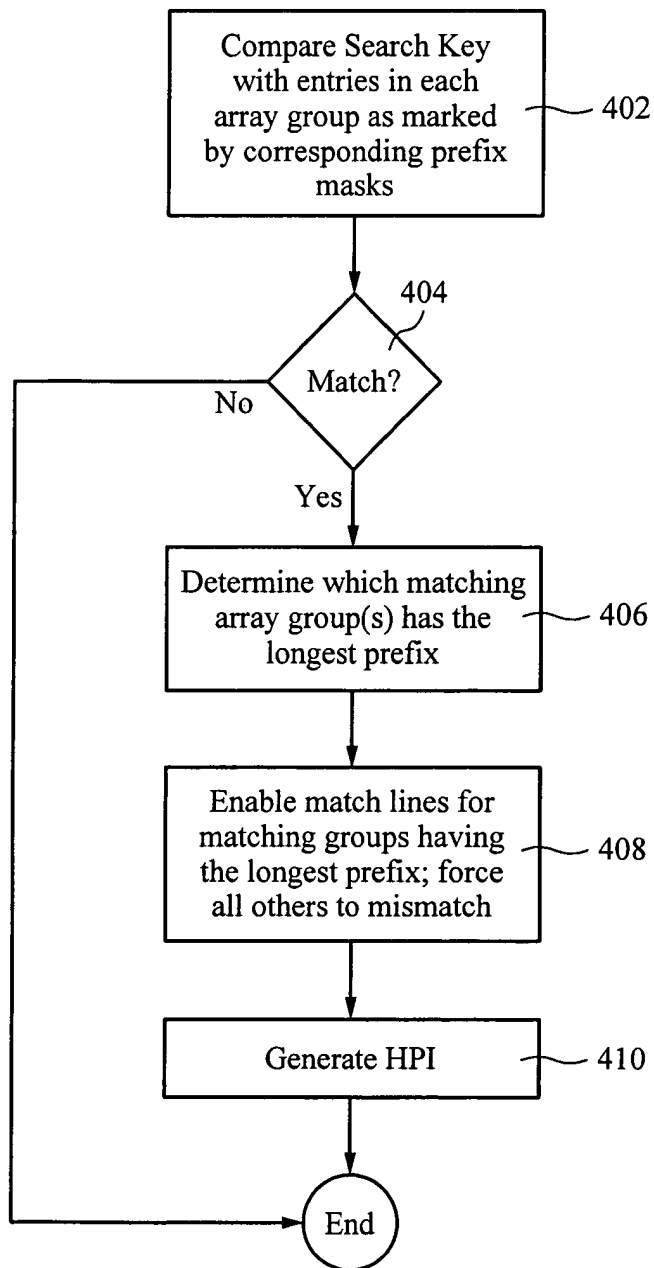 Compare Search Key
with entries in each
array group as marked
by corresponding prefix
masks
402
404
Match?
No
Yes
Determine which matching
array group(s) has the
longest prefix
406
Enable match lines for
matching groups having
the longest prefix; force
all others to mismatch
408
Generate HPI
410
End